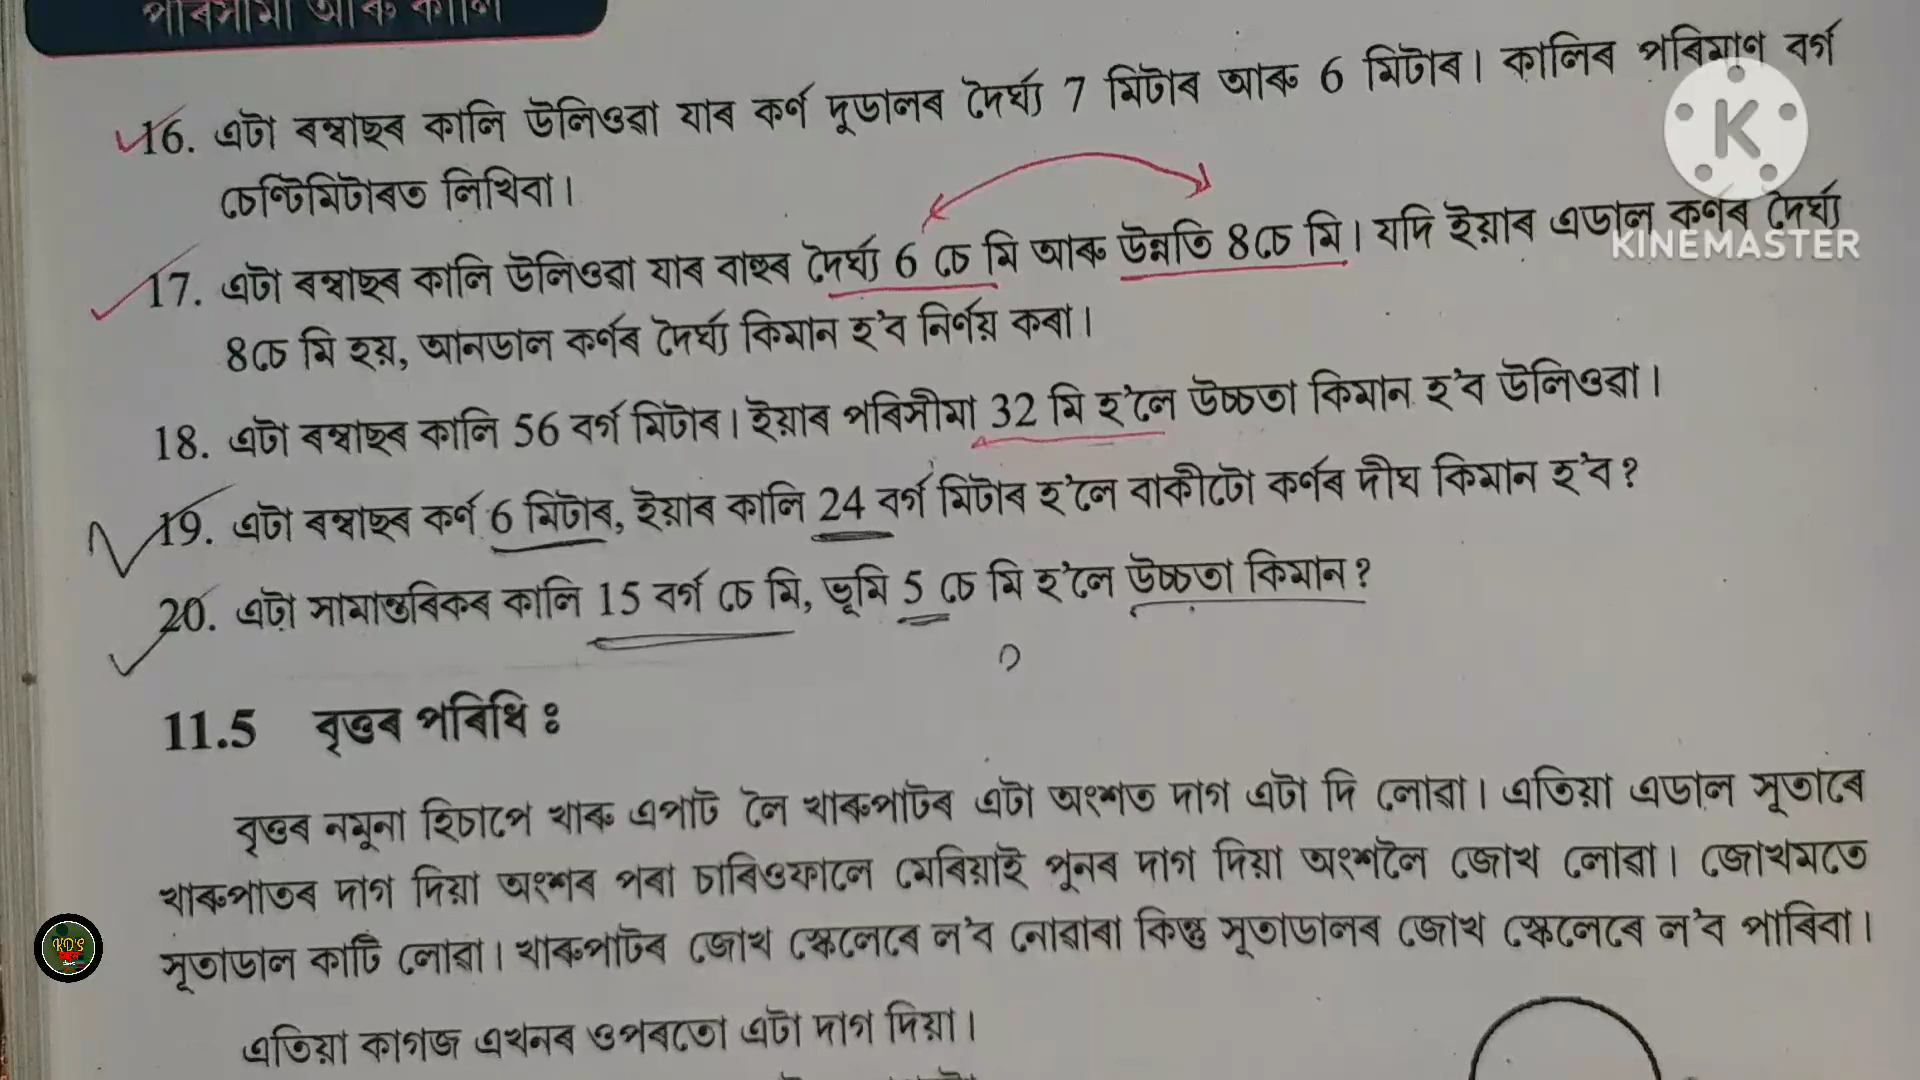 পৰিসীমা আৰু কালি
16. এটা ৰম্বাছৰ কালি উলিওৱা যাৰ কৰ্ণ দুডালৰ দৈৰ্ঘ্য 7 মিটাৰ আৰু 6 মিটাৰ। কালিৰ পৰিমাণ বৰ্গ
চেণ্টিমিটাৰত লিখিবা।
17. এটা ৰম্বাছৰ কালি উলিওৱা যাৰ বাহুৰ দৈৰ্ঘ্য 6 চে মি আৰু উন্নতি 8চে মি। যদি ইয়াৰ এডাল কৰ্ণৰ দৈৰ্ঘ্য
8চে মি হয়, আনডাল কৰ্ণৰ দৈৰ্ঘ্য কিমান হ'ব নিৰ্ণয় কৰা।
18. এটা ৰম্বাছৰ কালি 56 বৰ্গ মিটাৰ। ইয়াৰ পৰিসীমা 32 মি হ'লে উচ্চতা কিমান হ'ব উলিওৱা।
19. এটা ৰম্বাছৰ কৰ্ণ 6 মিটাৰ, ইয়াৰ কালি 24 বৰ্গ মিটাৰ হ'লে বাকীটো কৰ্ণৰ দীঘ কিমান হ'ব?
20. এটা সামান্তৰিকৰ কালি 15 বৰ্গ চে মি, ভূমি 5 চে মি হ'লে উচ্চতা কিমান?
11.5 বৃত্তৰ পৰিধি ঃ
বৃত্তৰ নমুনা হিচাপে খাৰু এপাট লৈ খাৰুপাটৰ এটা অংশত দাগ এটা দি লোৱা। এতিয়া এডাল সূতাৰে
খাৰুপাতৰ দাগ দিয়া অংশৰ পৰা চাৰিওফালে মেৰিয়াই পুনৰ দাগ দিয়া অংশলৈ জোখ লোৱা। জোখমতে
সূতাডাল কাটি লোৱা। খাৰুপাটৰ জোখ স্কেলেৰে ল'ব নোৱাৰা কিন্তু সূতাডালৰ জোখ স্কেলেৰে ল'ব পাৰিবা।
এতিয়া কাগজ এখনৰ ওপৰতো এটা দাগ দিয়া।
K
KINEMASTER
KD'S